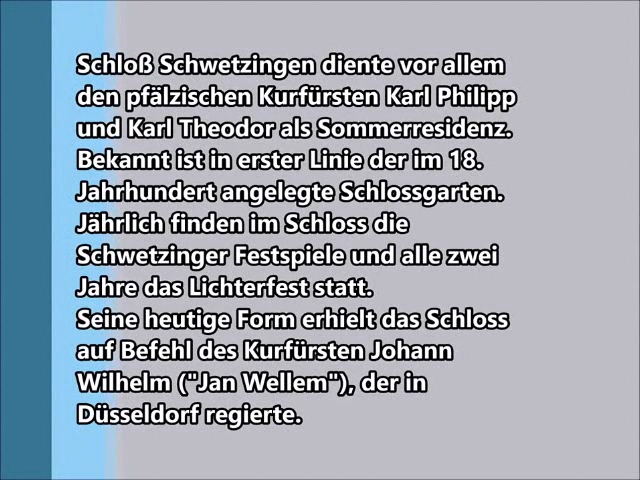 Schloß Schwetzingen diente vor allem
den pfälzischen Kurfürsten Karl Philipp
und Karl Theodor als Sommerresidenz.
Bekannt ist in erster Linie der im 18.
Jahrhundert angelegte Schlossgarten.
Jährlich finden im Schloss die
Schwetzinger Festspiele und alle zwei
Jahre das Lichterfest statt.
Seine heutige Form erhielt das Schloss
auf Befehl des Kurfürsten Johann
Wilhelm ("Jan Wellem"), der in
Düsseldorf regierte.